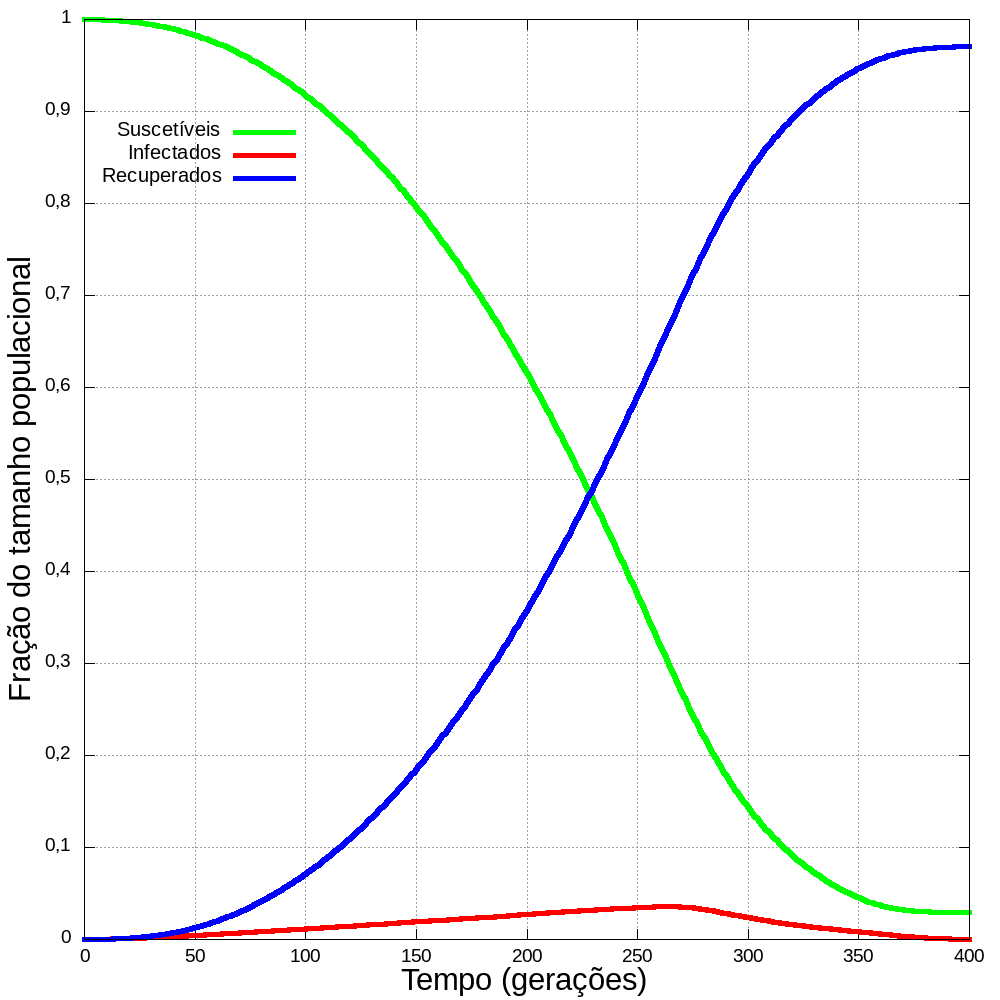 1
0,9
0,8
0,7
0,6
0,5
0,4
0,3
0,2
0,1
0
Suscetíveis
Infectados
Recuperados
Fração do tamanho populacional
0 50 100 150 200 250 300 350 400
Tempo (gerações)